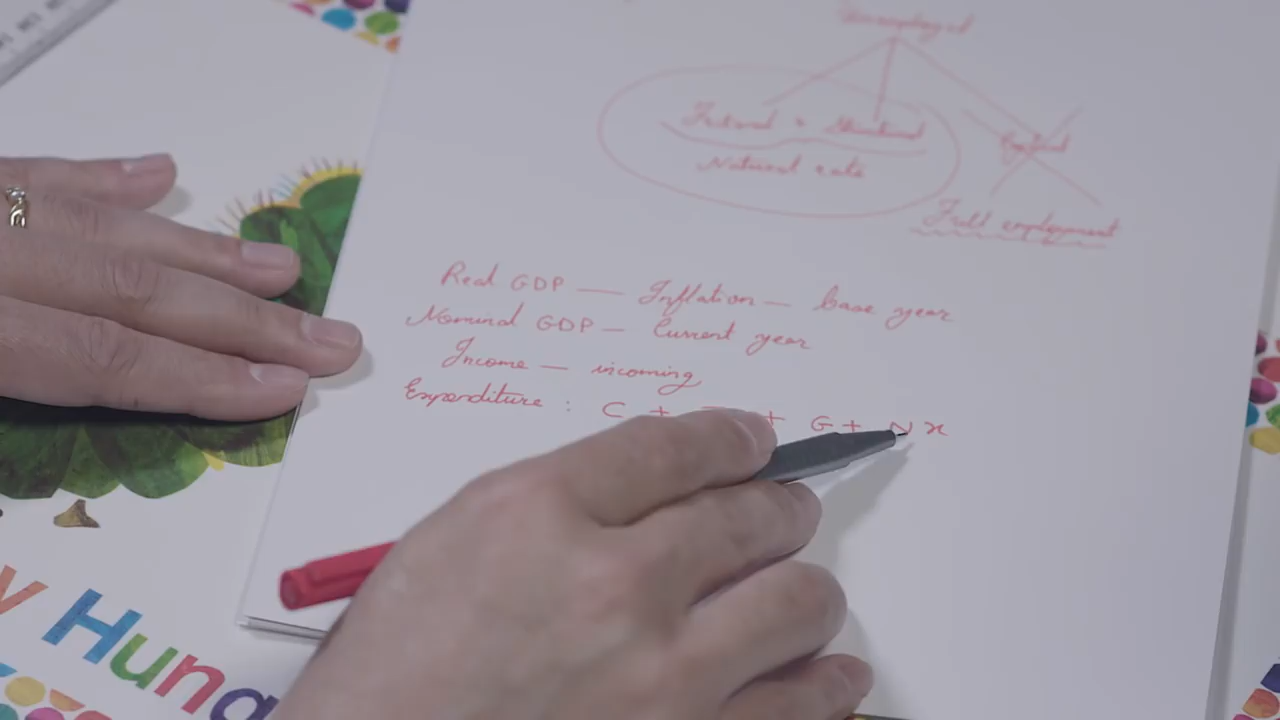 Unemployed
Frictional + Structural
Natural rate
Full employment
Real GDP — Inflation — base year
Nominal GDP — Current year
Income — incoming
Expenditure : C + + G + Nx
y Hung